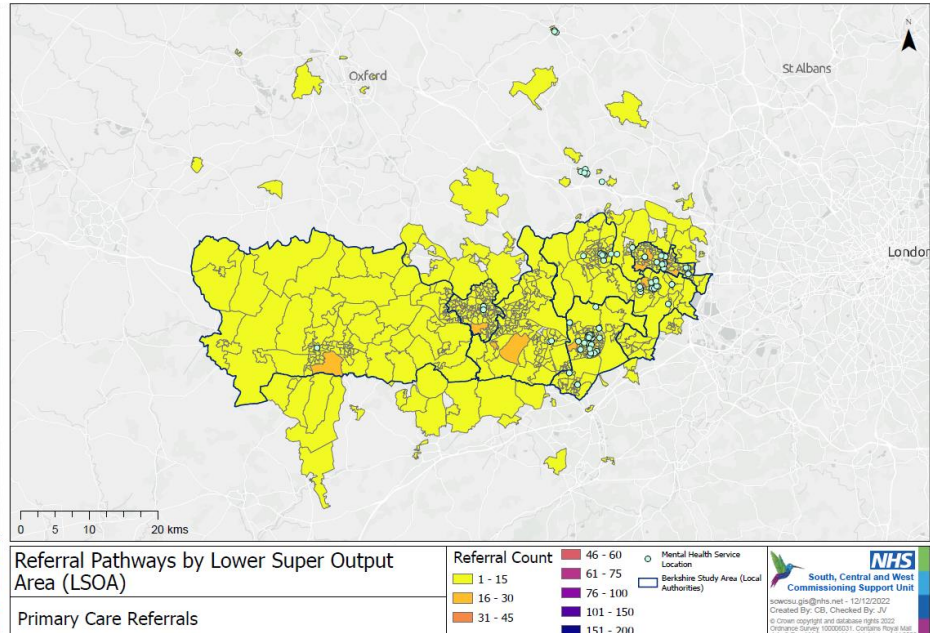 N
Oxford
St Albans
London
0 5 10 20 kms
Referral Pathways by Lower Super Output
Area (LSOA)
Primary Care Referrals
Referral Count
1 - 15
16 - 30
31 - 45
46 - 60
61 - 75
76 - 100
101 - 150
151 - 200
Mental Health Service
Location
Berkshire Study Area (Local
Authorities)
NHS
South, Central and West
Commissioning Support Unit
sowcsu.gis@nhs.net - 12/12/2022
Created By: CB, Checked By: JV
© Crown copyright and database rights 2022
Ordnance Survey 100006031. Contains Royal Mail